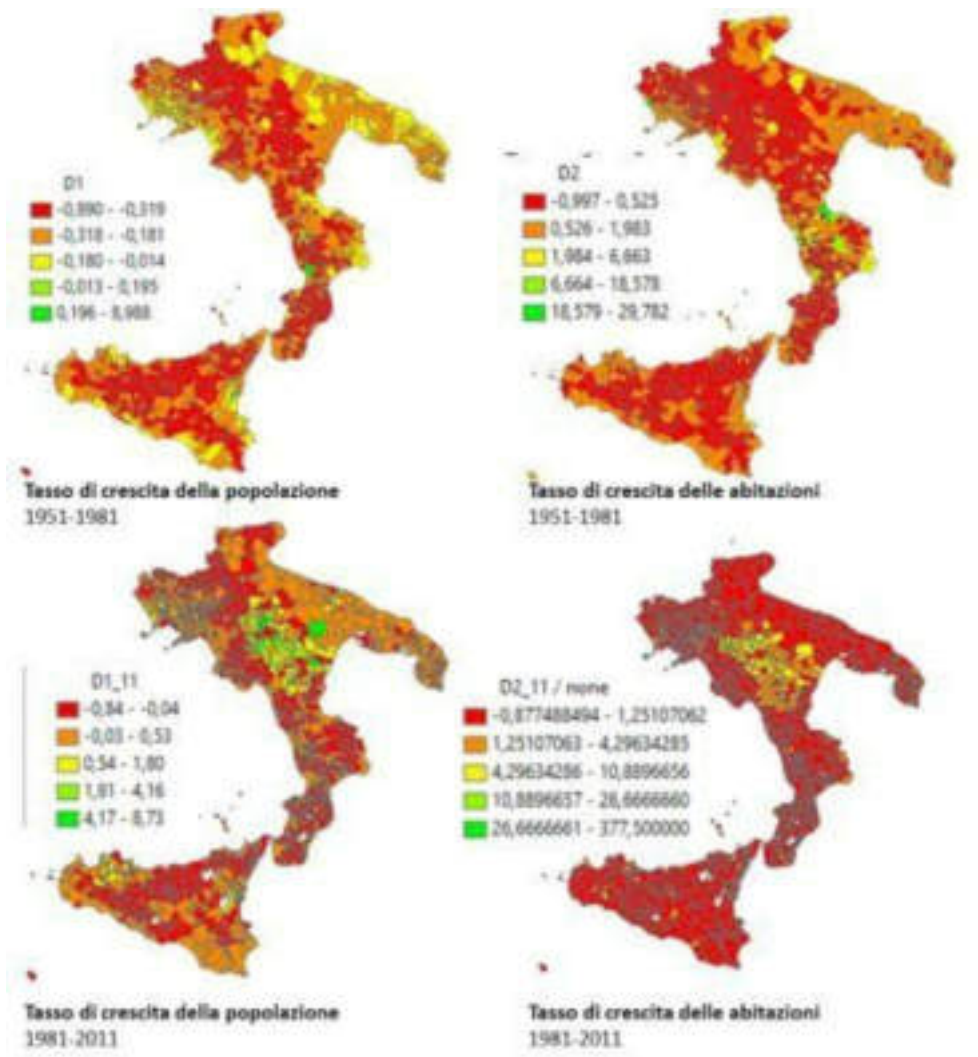 D1
-0,990 - -0,319
-0,318 - -0,181
-0,180 - -0,014
-0,013 - 0,195
0,196 - 8,988
Tasso di crescita della popolazione
1951-1981
D2
-0,997 - 0,525
0,526 - 1,983
1,984 - 6,663
6,664 - 18,578
18,579 - 29,782
Tasso di crescita delle abitazioni
1951-1981
D1_11
-0,84 - -0,04
-0,03 - 0,53
0,54 - 1,80
1,81 - 4,16
4,17 - 8,73
Tasso di crescita della popolazione
1981-2011
D2_11 / none
-0,877488494 - 1,25107062
1,25107063 - 4,29634285
4,29634286 - 10,8896656
10,8896657 - 26,6666660
26,6666661 - 377,500000
Tasso di crescita delle abitazioni
1981-2011